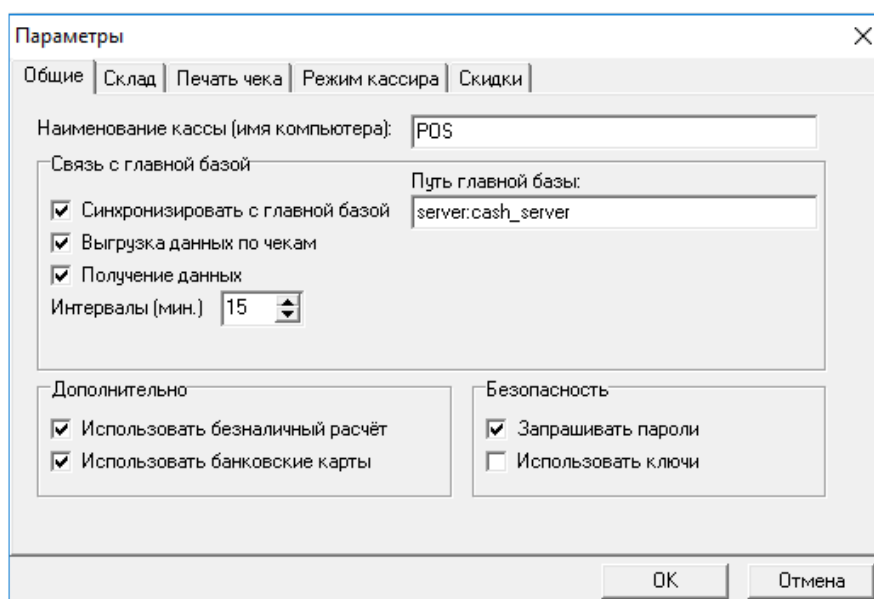 Параметры
Общие Склад Печать чека Режим кассира Скидки
Наименование кассы (имя компьютера): POS
Связь с главной базой
Путь главной базы:
Синхронизировать с главной базой server:cash_server
Выгрузка данных по чекам
Получение данных
Интервалы (мин.) 15
Дополнительно Безопасность
Использовать безналичный расчёт Запрашивать пароли
Использовать банковские карты Использовать ключи
OK Отмена